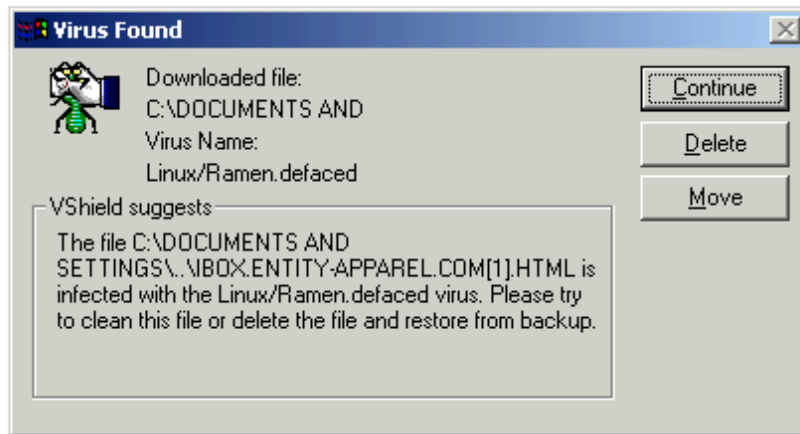 Virus Found
Downloaded file:
C:\DOCUMENTS AND
Virus Name:
Linux/Ramen.defaced
Continue
Delete
Move
VShield suggests
The file C:\DOCUMENTS AND
SETTINGS\..\IBOX.ENTITY-APPAREL.COM[1].HTML is
infected with the Linux/Ramen.defaced virus. Please try
to clean this file or delete the file and restore from backup.